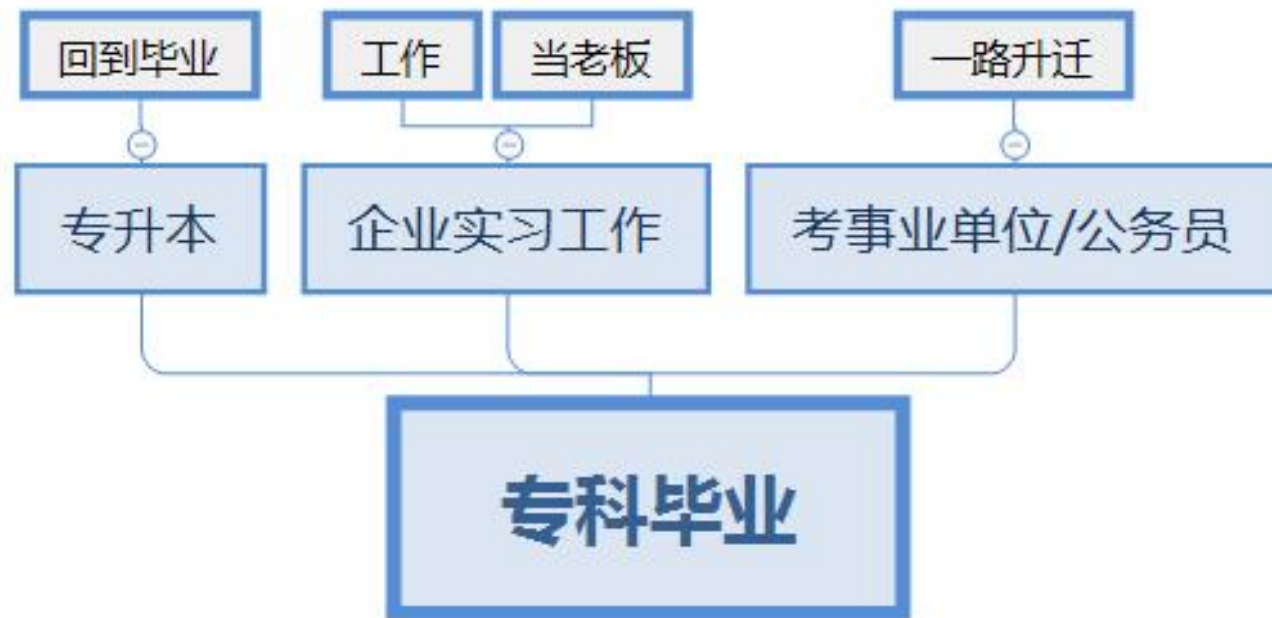 回到毕业
工作
当老板
一路升迁
专升本
企业实习工作
考事业单位/公务员
专科毕业